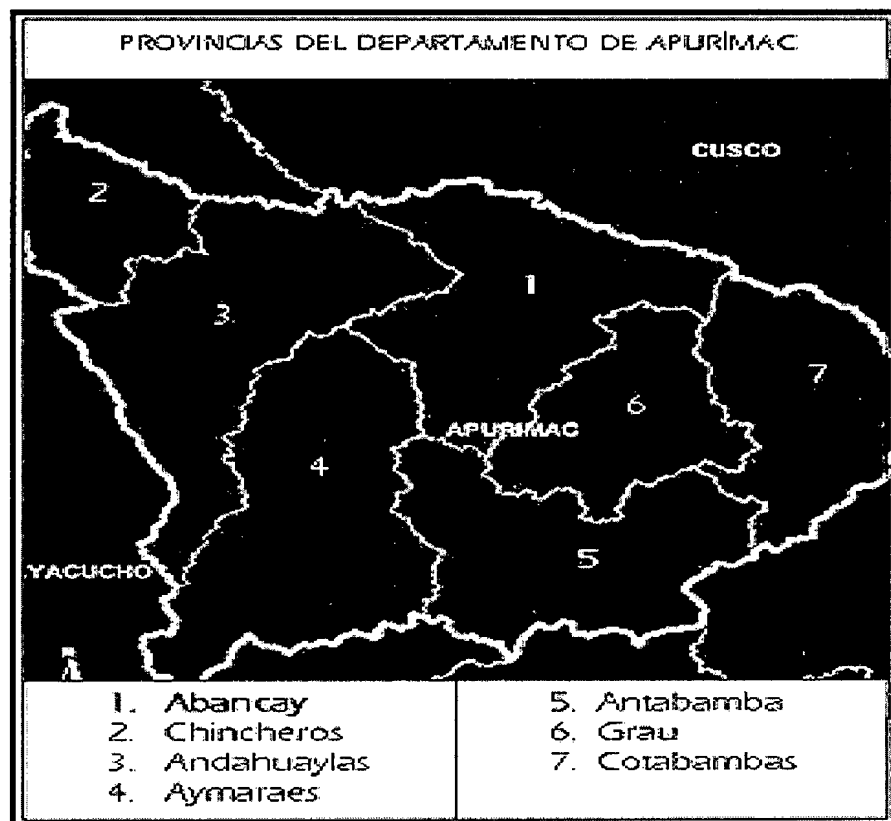 PROVINCIAS DEL DEPARTAMENTO DE APURÍMAC
CUSCO
2
1
3
7
6
APURIMAC
4
5
YACUCHO
1. Abancay
2. Chincheros
3. Andahuaylas
4. Aymaraes
5. Antabamba
6. Grau
7. Cotabambas